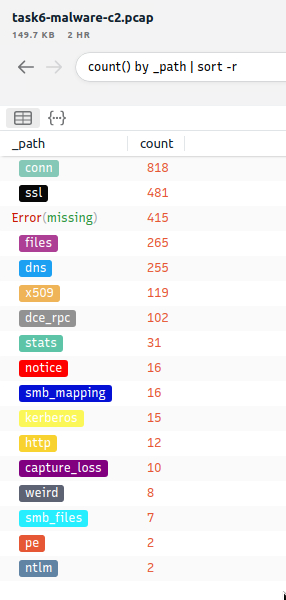 task6-malware-c2.pcap
149.7 KB 2 HR
count() by _path | sort -r
_path count
conn 818
ssl 481
Error(missing) 415
files 265
dns 255
x509 119
dce_rpc 102
stats 31
notice 16
smb_mapping 16
kerberos 15
http 12
capture_loss 10
weird 8
smb_files 7
pe 2
ntlm 2